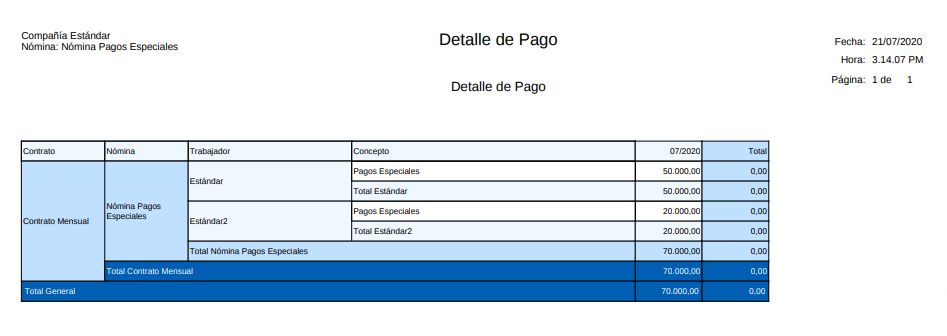 Compañía Estándar
Nómina: Nómina Pagos Especiales
Detalle de Pago
Detalle de Pago
Fecha: 21/07/2020
Hora: 3.14.07 PM
Página: 1 de 1
Contrato Nómina Trabajador Concepto 07/2020 Total
Contrato Mensual
Nómina Pagos
Especiales
Estándar
Pagos Especiales 50.000,00 0,00
Total Estándar 50.000,00 0,00
Estándar2
Pagos Especiales 20.000,00 0,00
Total Estándar2 20.000,00 0,00
Total Nómina Pagos Especiales 70.000,00 0,00
Total Contrato Mensual 70.000,00 0,00
Total General 70.000,00 0,00